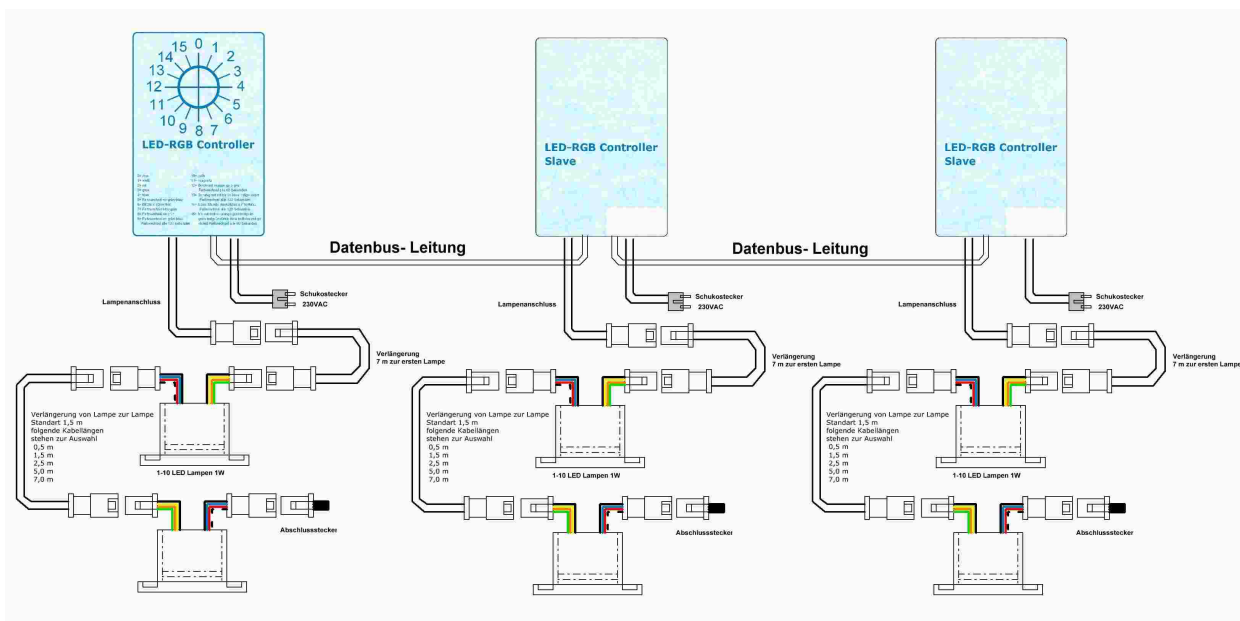 15 0 1
14 2
13 3
12 4
11 5
10 6
9 8 7
LED-RGB Controller
LED-RGB Controller
Slave
LED-RGB Controller
Slave
Datenbus- Leitung
Datenbus- Leitung
Lampenanschluss
Schukostecker
230VAC
Lampenanschluss
Schukostecker
230VAC
Lampenanschluss
Schukostecker
230VAC
Verlängerung
7 m zur ersten Lampe
Verlängerung
7 m zur ersten Lampe
Verlängerung
7 m zur ersten Lampe
Verlängerung von Lampe zur Lampe
Standart 1,5 m
folgende Kabellängen
stehen zur Auswahl
0,5 m
1,5 m
2,5 m
5,0 m
7,0 m
1-10 LED Lampen 1W
Abschlussstecker
Verlängerung von Lampe zur Lampe
Standart 1,5 m
folgende Kabellängen
stehen zur Auswahl
0,5 m
1,5 m
2,5 m
5,0 m
7,0 m
1-10 LED Lampen 1W
Abschlussstecker
Verlängerung von Lampe zur Lampe
Standart 1,5 m
folgende Kabellängen
stehen zur Auswahl
0,5 m
1,5 m
2,5 m
5,0 m
7,0 m
1-10 LED Lampen 1W
Abschlussstecker